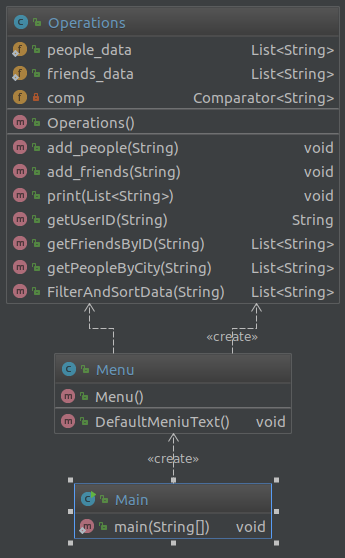 Operations
people_data List<String>
friends_data List<String>
comp Comparator<String>
Operations()
add_people(String) void
add_friends(String) void
print(List<String>) void
getUserID(String) String
getFriendsByID(String) List<String>
getPeopleByCity(String) List<String>
FilterAndSortData(String) List<String>
«create»
Menu
Menu()
DefaultMeniuText() void
«create»
Main
main(String[]) void